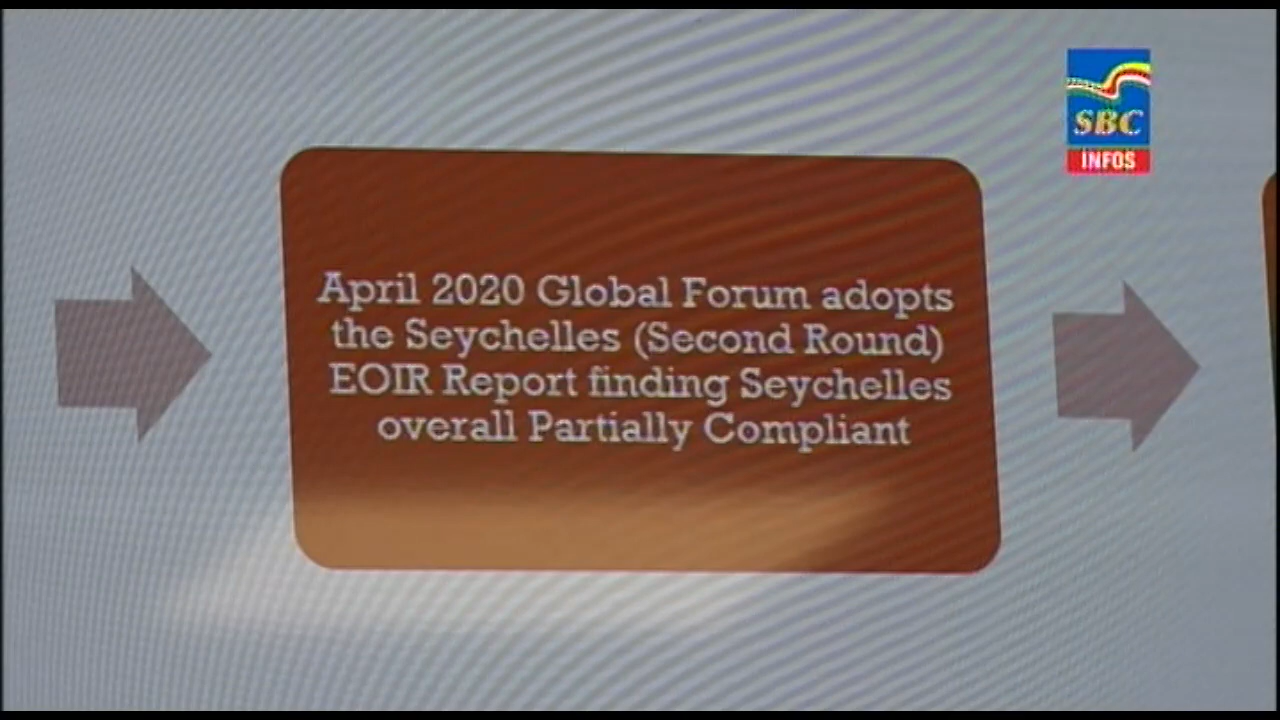 SBC
INFOS
April 2020 Global Forum adopts
the Seychelles (Second Round)
EOIR Report finding Seychelles
overall Partially Compliant